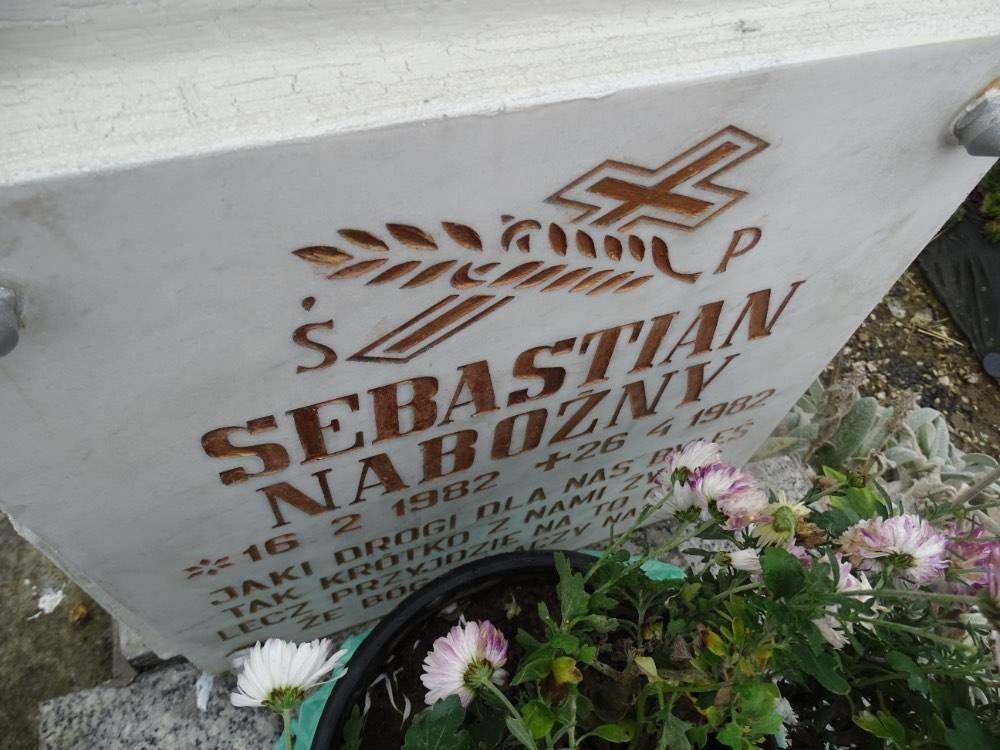 Ś P
SEBASTIAN
NABOŻNY
* 16 2 1982 + 26 4 1982
JAKI DROGI DLA NAS BYŁEŚ
TAK KRÓTKO Z NAMI
LECZ PRZYJDZIE NA TO
ŻE BÓG